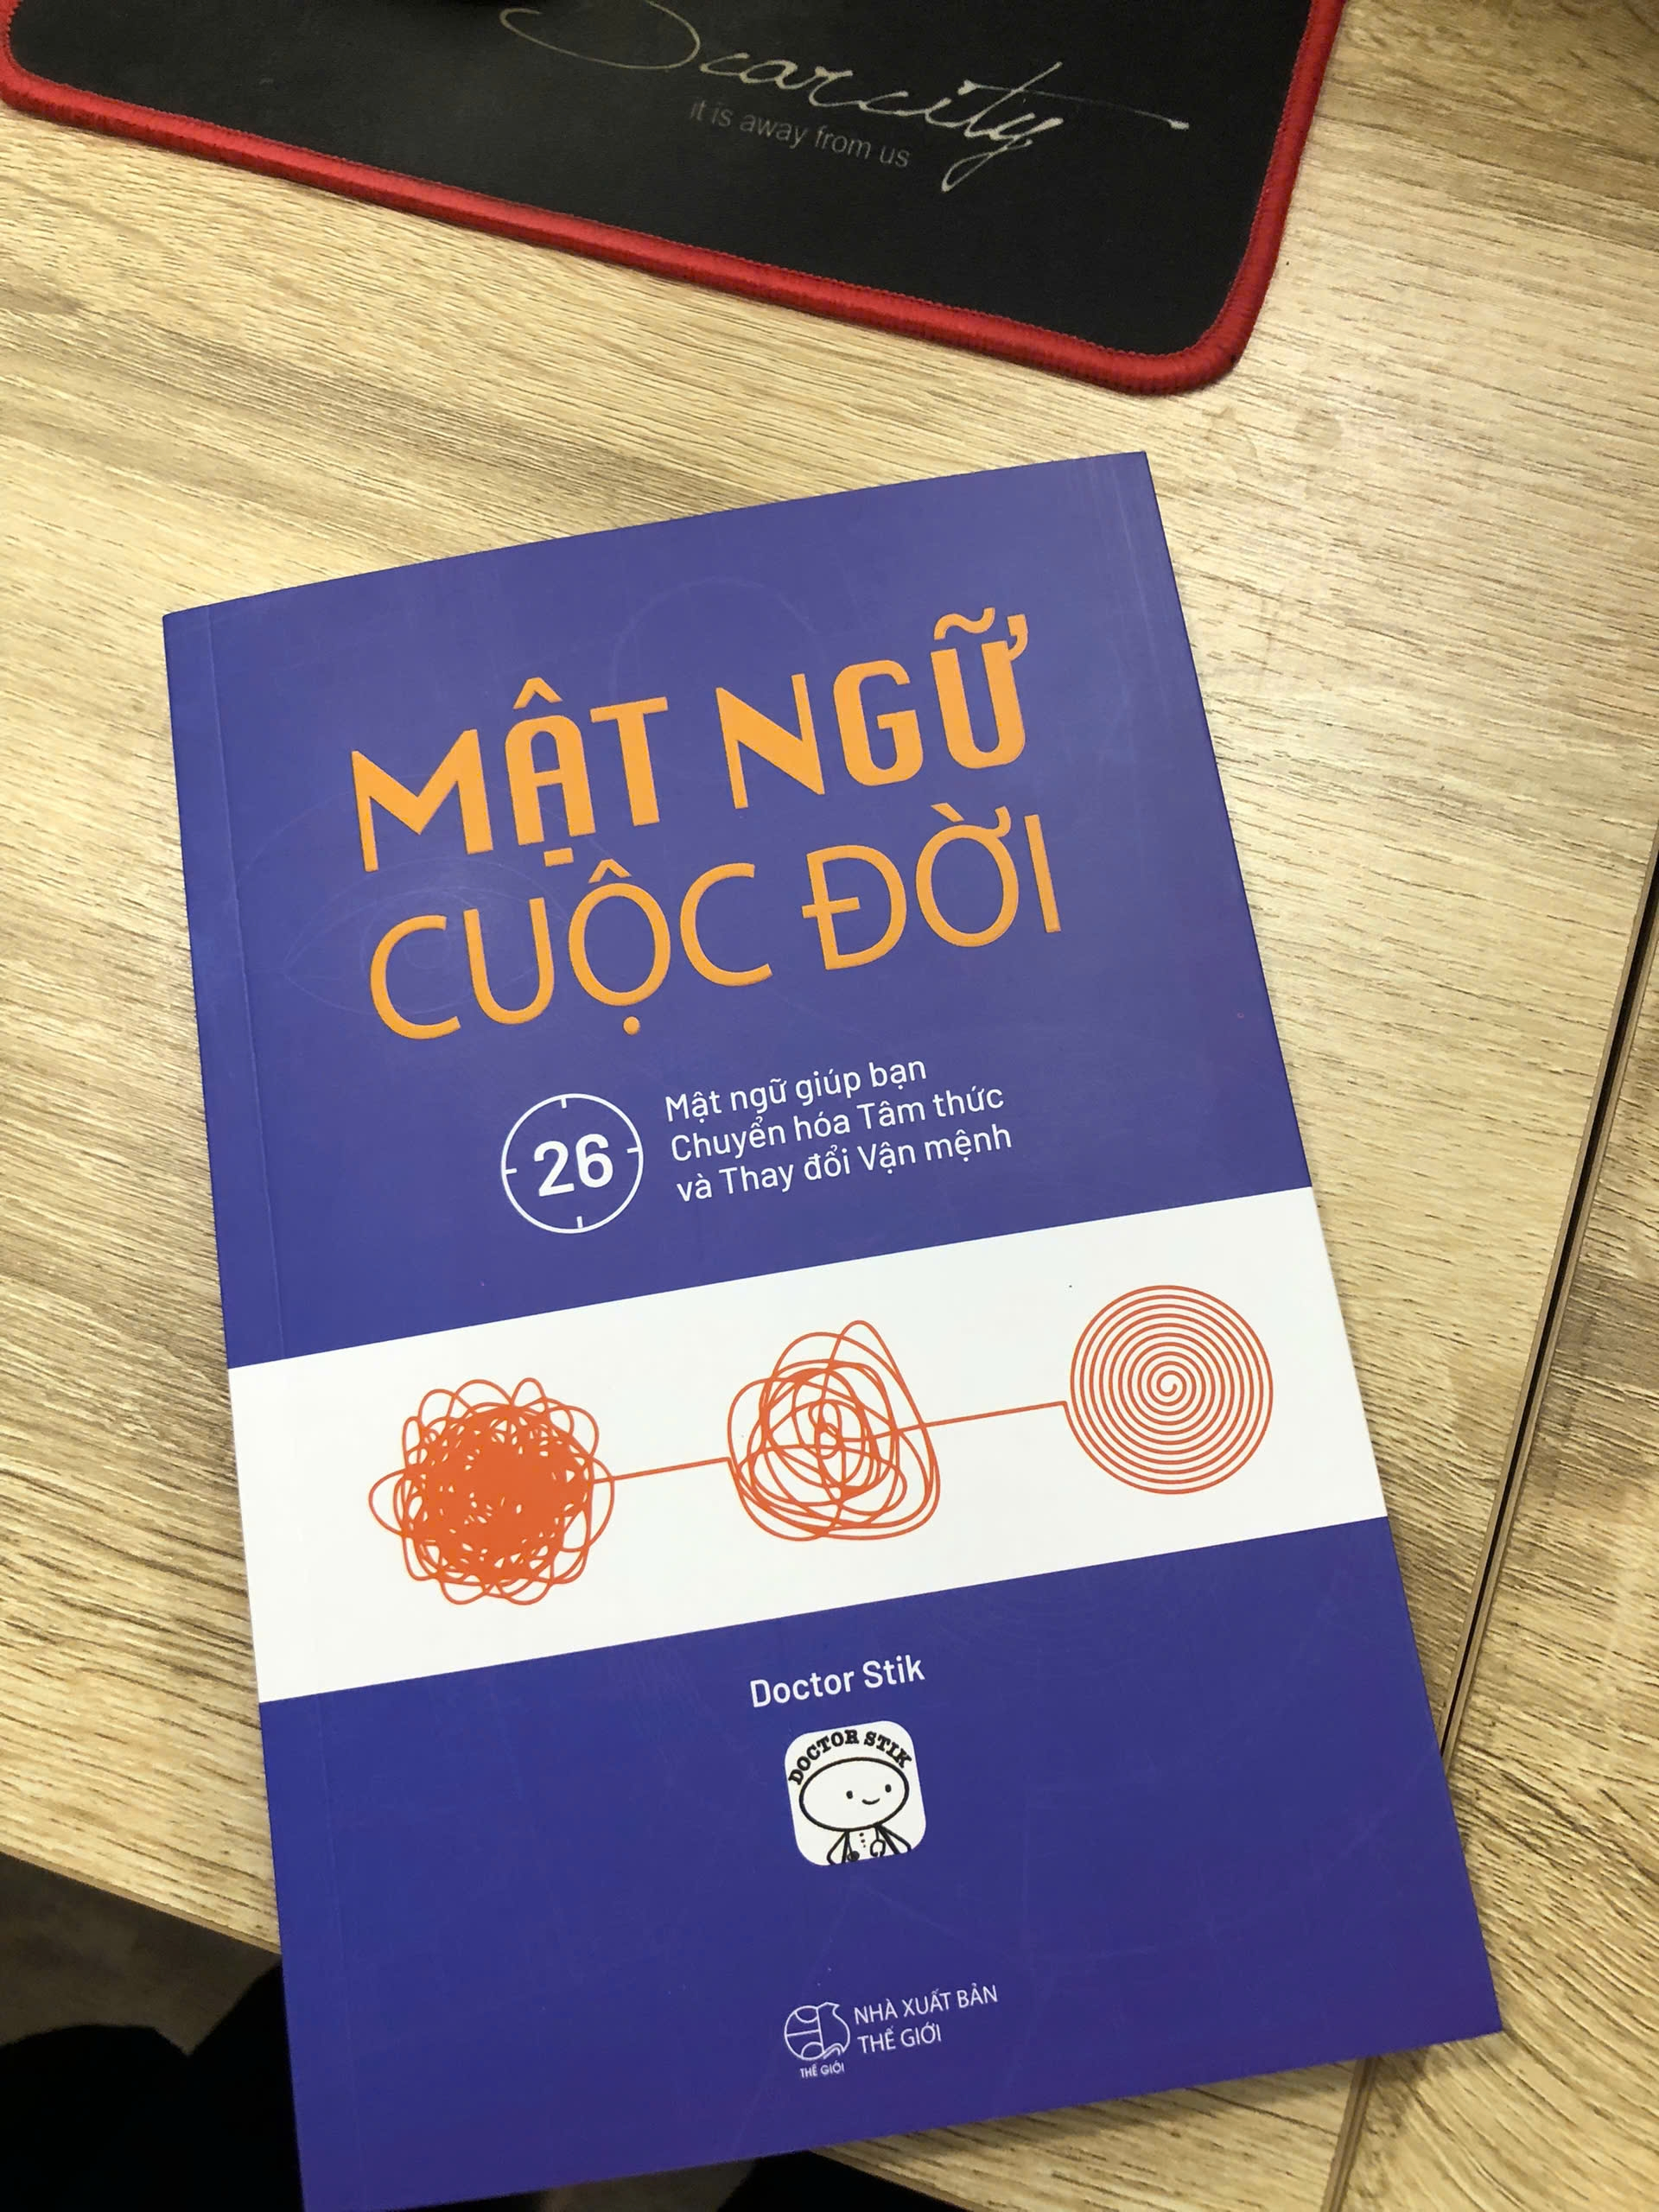 Scarcity
it is away from us
MẬT NGỮ
CUỘC ĐỜI
26
Mật ngữ giúp bạn
Chuyển hóa Tâm thức
và Thay đổi Vận mệnh
Doctor Stik
DOCTOR STIK
NHÀ XUẤT BẢN
THẾ GIỚI
THẾ GIỚI